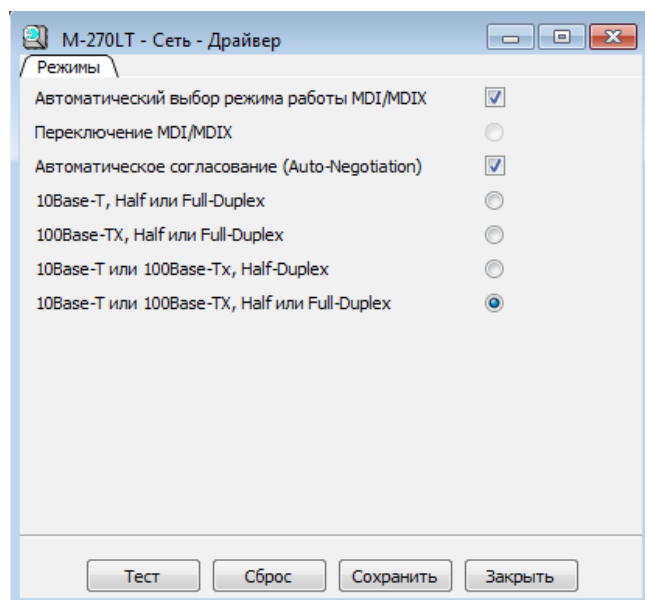 M-270LT - Сеть - Драйвер
Режимы
Автоматический выбор режима работы MDI/MDIX
Переключение MDI/MDIX
Автоматическое согласование (Auto-Negotiation)
10Base-T, Half или Full-Duplex
100Base-TX, Half или Full-Duplex
10Base-T или 100Base-Tx, Half-Duplex
10Base-T или 100Base-TX, Half или Full-Duplex
Тест Сброс Сохранить Закрыть